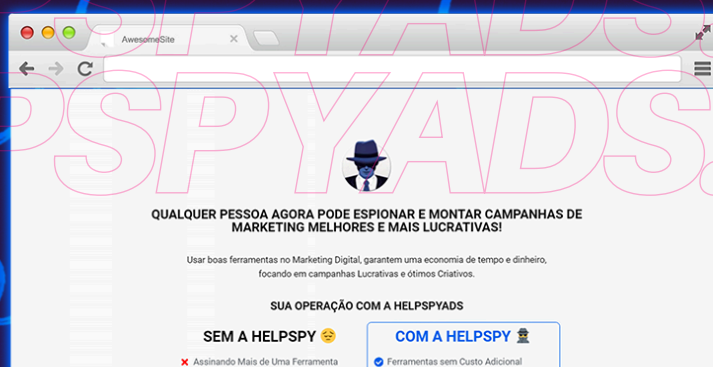 PSPYADS.
AwesomeSite
PSPYADS.
QUALQUER PESSOA AGORA PODE ESPIONAR E MONTAR CAMPANHAS DE
MARKETING MELHORES E MAIS LUCRATIVAS!
Usar boas ferramentas no Marketing Digital, garantem uma economia de tempo e dinheiro,
focando em campanhas Lucrativas e ótimos Criativos.
SUA OPERAÇÃO COM A HELPSPYADS
SEM A HELPSPY 😔 COM A HELPSPY 🕵️
❌ Assinando Mais de Uma Ferramenta Ferramentas sem Custo Adicional